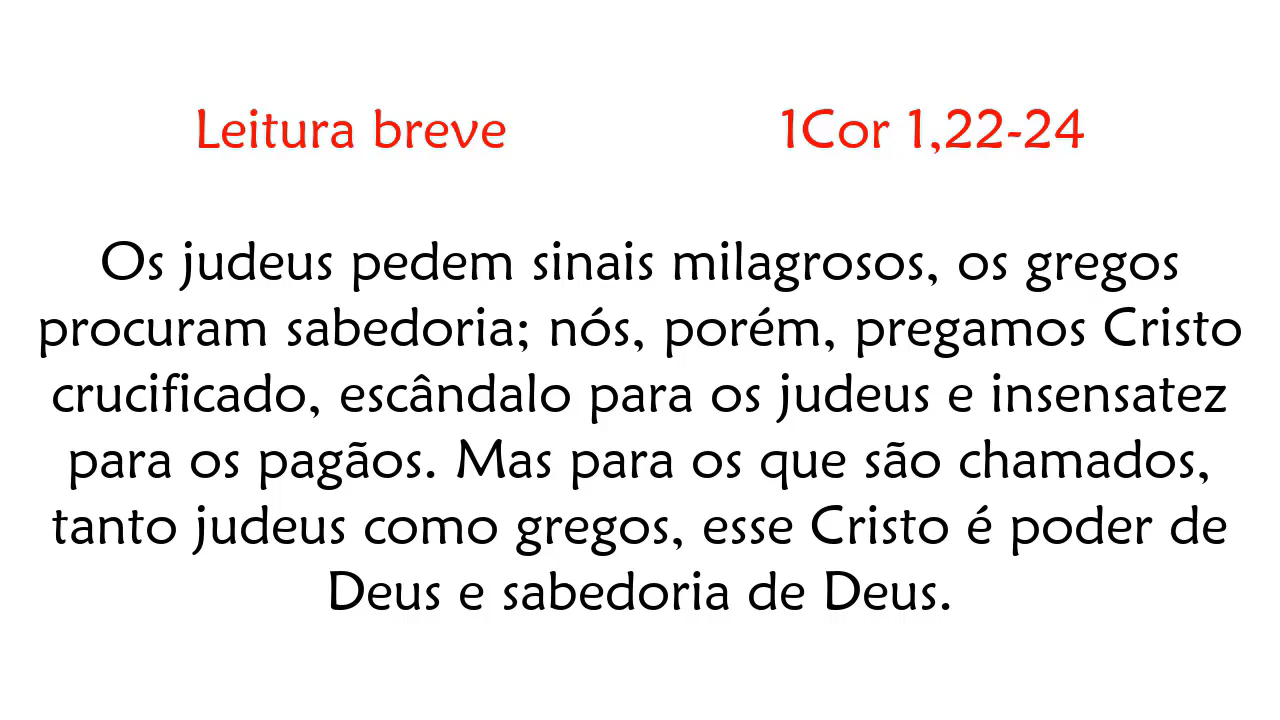 Leitura breve 1Cor 1,22-24
Os judeus pedem sinais milagrosos, os gregos
procuram sabedoria; nós, porém, pregamos Cristo
crucificado, escândalo para os judeus e insensatez
para os pagãos. Mas para os que são chamados,
tanto judeus como gregos, esse Cristo é poder de
Deus e sabedoria de Deus.